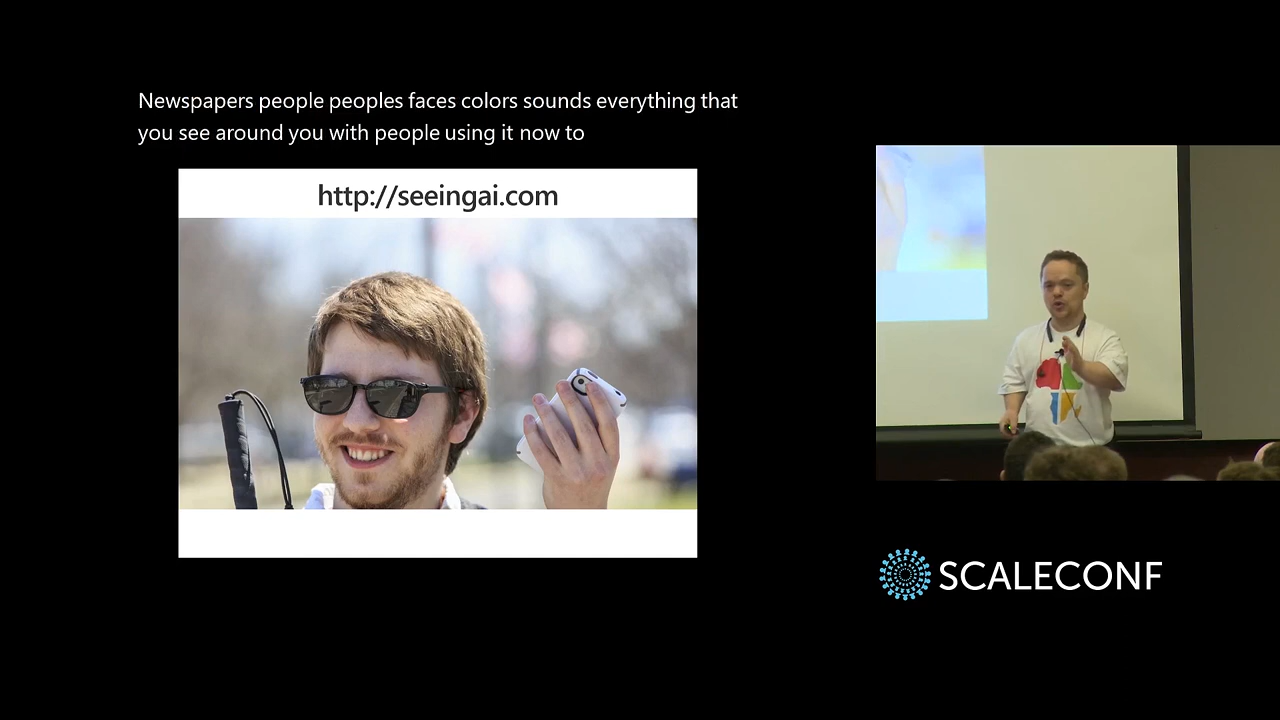 Newspapers people peoples faces colors sounds everything that
you see around you with people using it now to
http://seeingai.com
SCALECONF